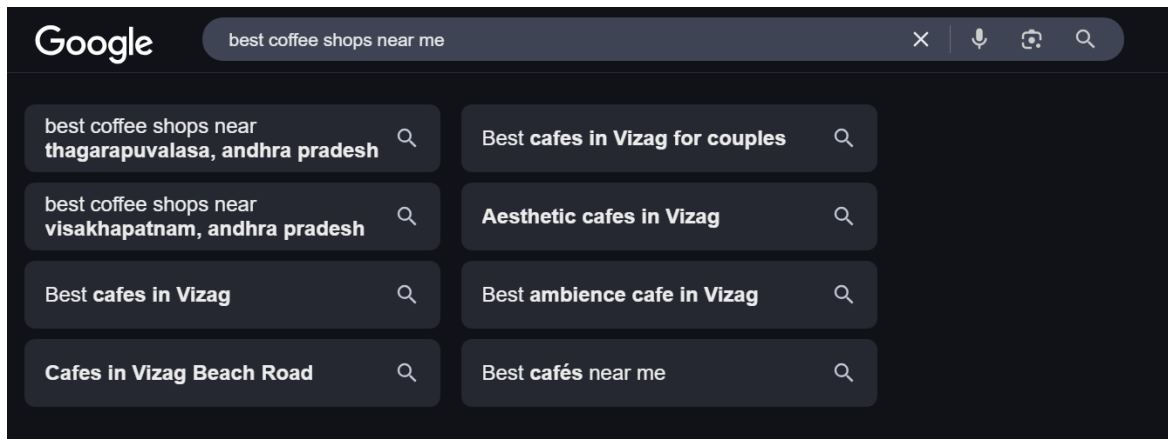 Google
best coffee shops near me
best coffee shops near
thagarapuvalasa, andhra pradesh
Best cafes in Vizag for couples
best coffee shops near
visakhapatnam, andhra pradesh
Aesthetic cafes in Vizag
Best cafes in Vizag
Best ambience cafe in Vizag
Cafes in Vizag Beach Road
Best cafés near me